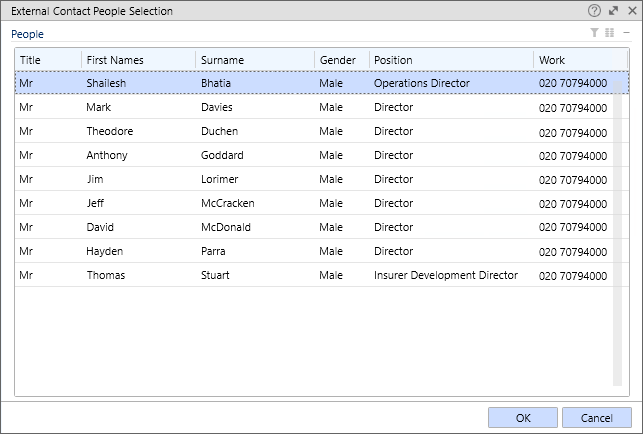 External Contact People Selection
People
Title First Names Surname Gender Position Work
Mr Shailesh Bhatia Male Operations Director 020 70794000
Mr Mark Davies Male Director 020 70794000
Mr Theodore Duchen Male Director 020 70794000
Mr Anthony Goddard Male Director 020 70794000
Mr Jim Lorimer Male Director 020 70794000
Mr Jeff McCracken Male Director 020 70794000
Mr David McDonald Male Director 020 70794000
Mr Hayden Parra Male Director 020 70794000
Mr Thomas Stuart Male Insurer Development Director 020 70794000
OK Cancel